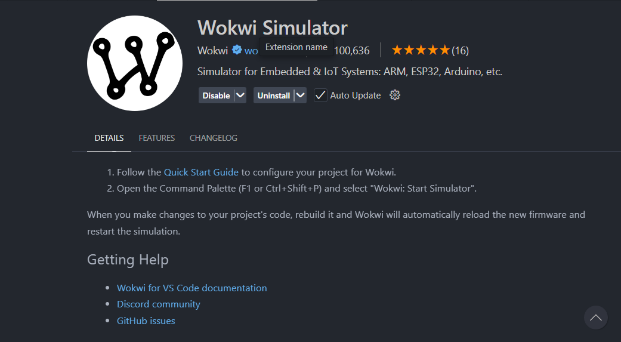 Wokwi Simulator
Wokwi wo Extension name 100,636 (16)
Simulator for Embedded & IoT Systems: ARM, ESP32, Arduino, etc.
Disable Uninstall Auto Update
DETAILS FEATURES CHANGELOG
1. Follow the Quick Start Guide to configure your project for Wokwi.
2. Open the Command Palette (F1 or Ctrl+Shift+P) and select "Wokwi: Start Simulator".
When you make changes to your project's code, rebuild it and Wokwi will automatically reload the new firmware and
restart the simulation.
Getting Help
Wokwi for VS Code documentation
Discord community
GitHub issues